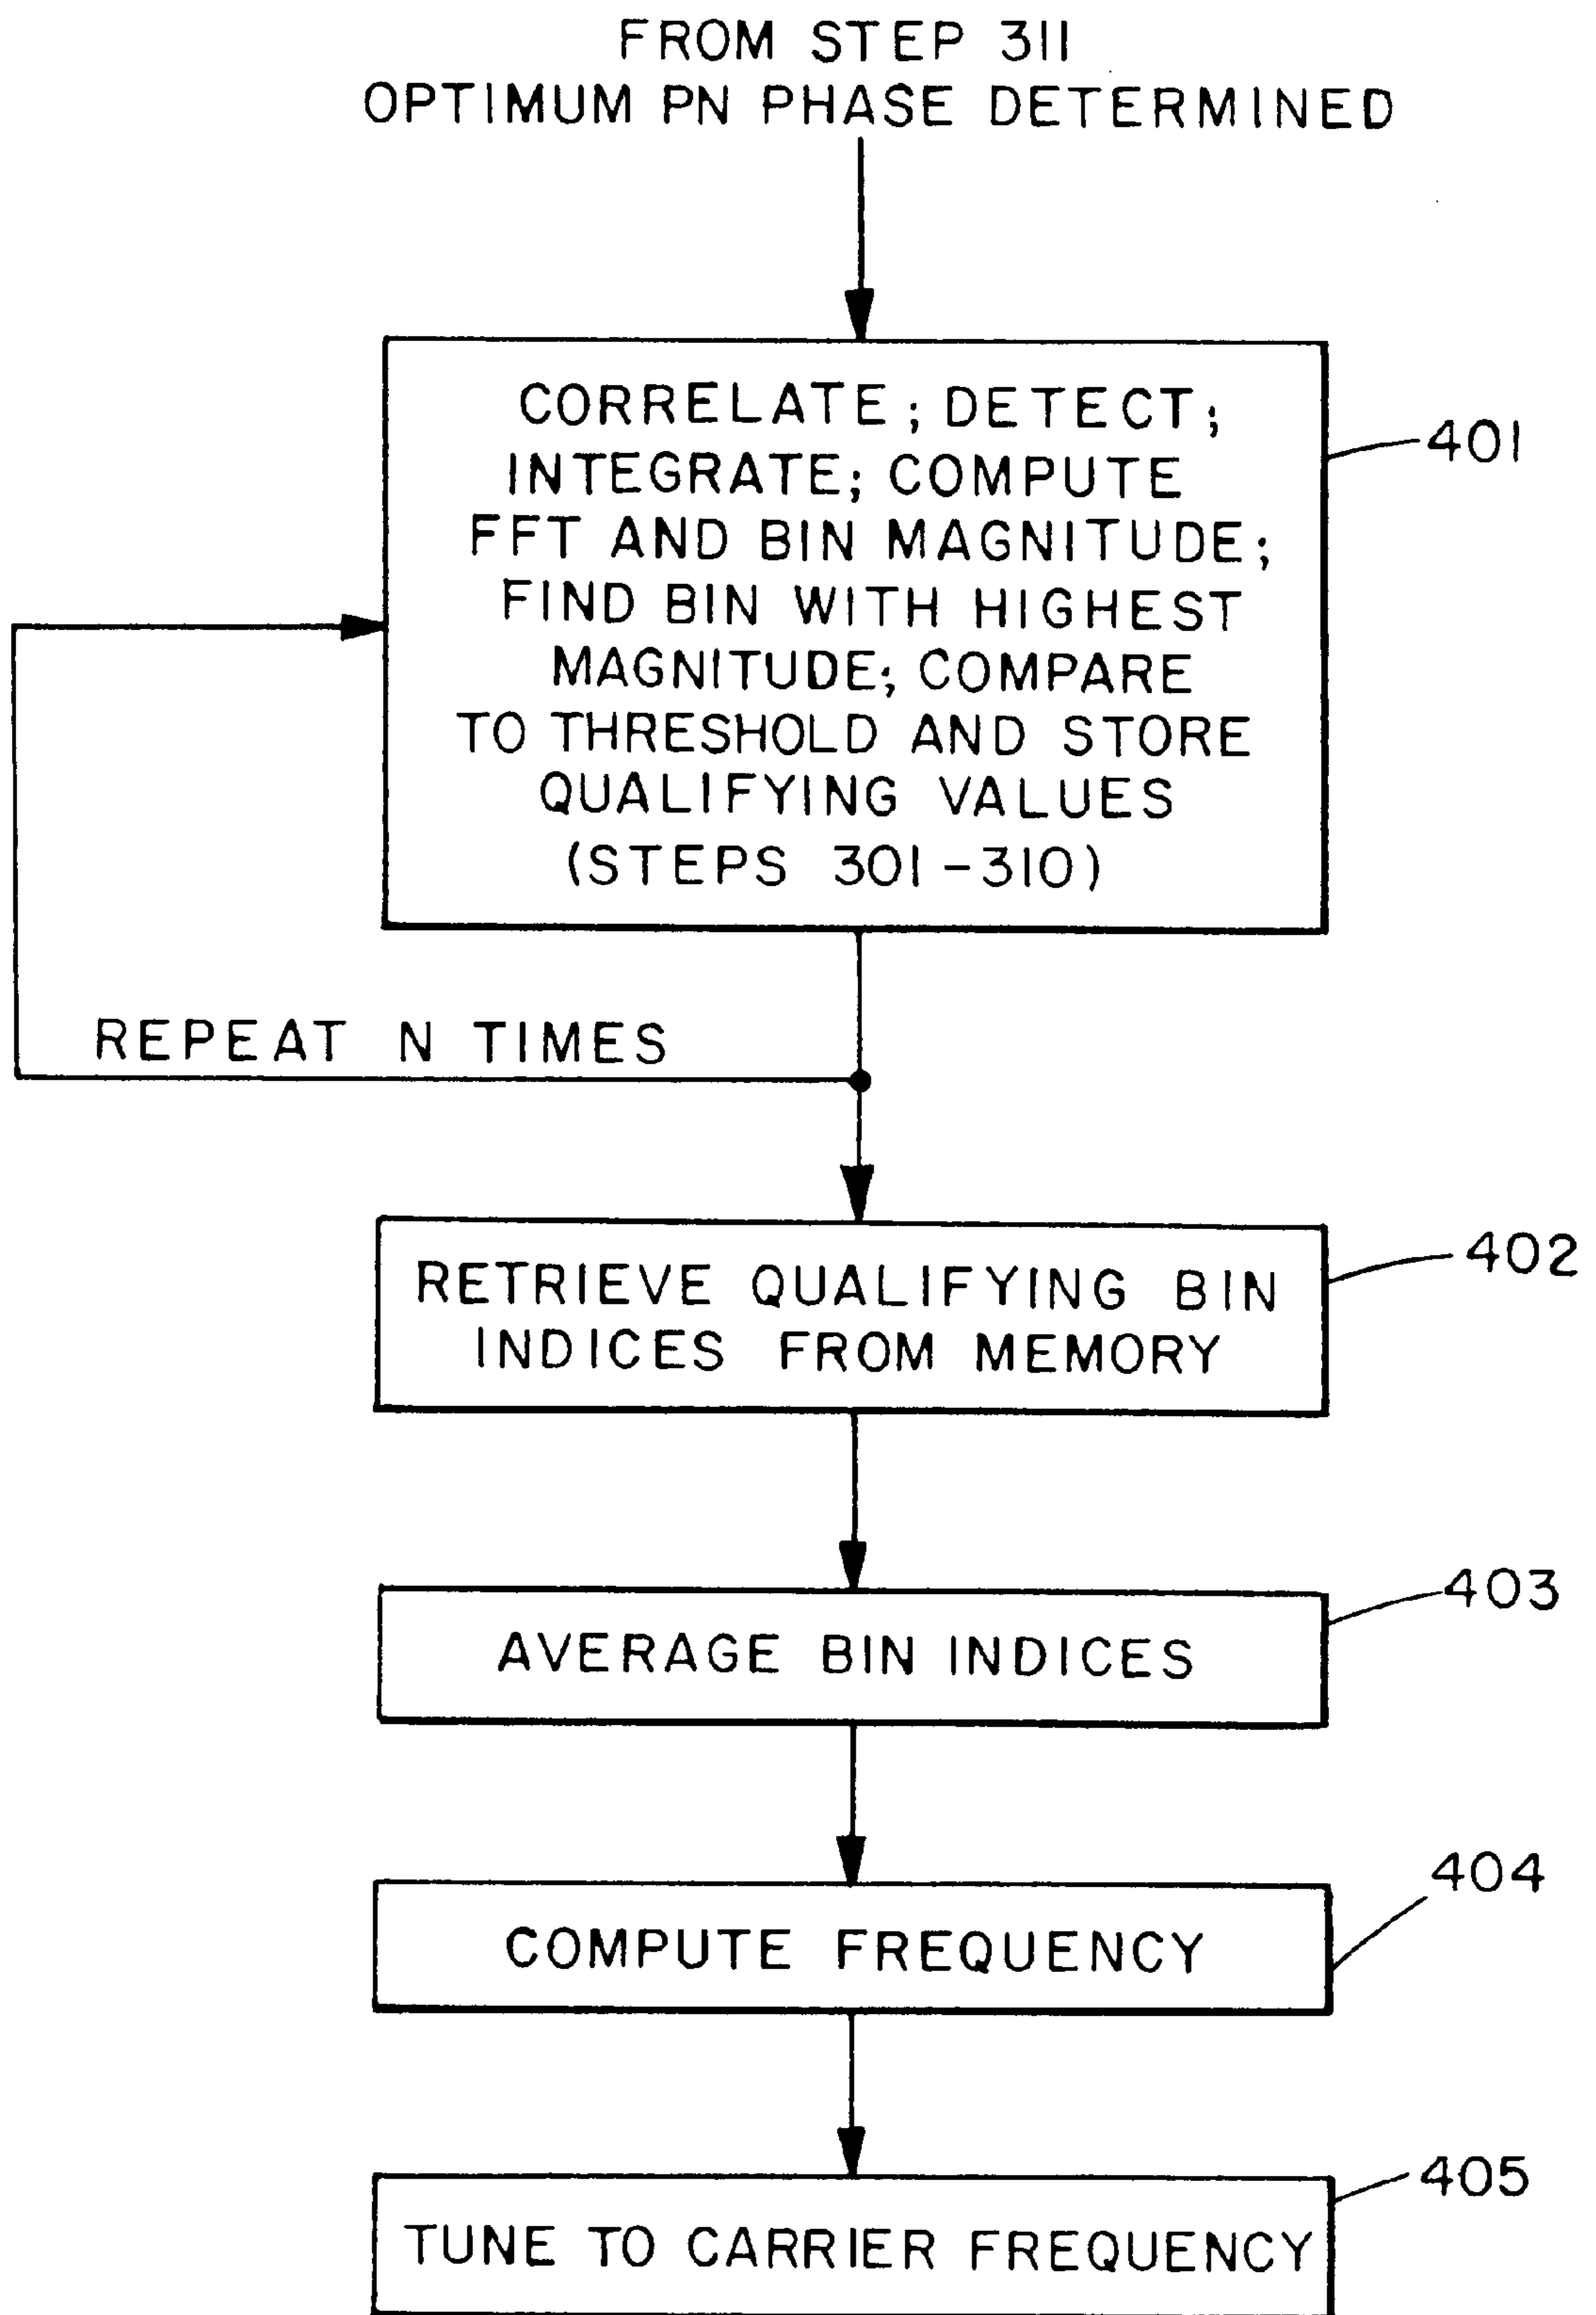 FROM STEP 311
OPTIMUM PN PHASE DETERMINED
CORRELATE; DETECT;
INTEGRATE; COMPUTE
FFT AND BIN MAGNITUDE;
FIND BIN WITH HIGHEST
MAGNITUDE; COMPARE
TO THRESHOLD AND STORE
QUALIFYING VALUES
(STEPS 301-310)
401
REPEAT N TIMES
RETRIEVE QUALIFYING BIN
INDICES FROM MEMORY
402
AVERAGE BIN INDICES
403
COMPUTE FREQUENCY
404
TUNE TO CARRIER FREQUENCY
405